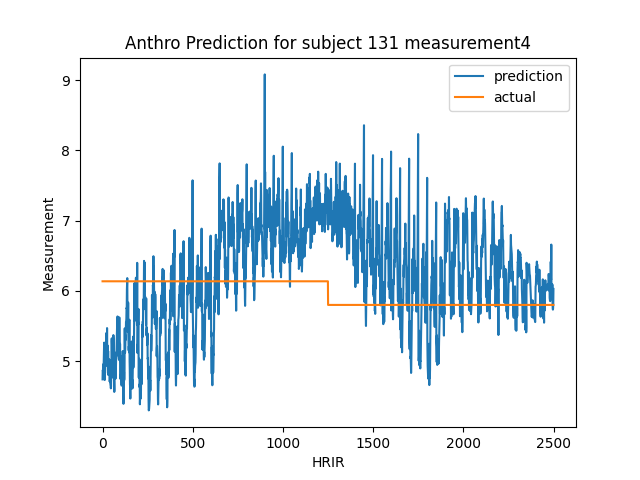 Anthro Prediction for subject 131 measurement4
prediction
actual
9
8
7
6
5
Measurement
0
500
1000
1500
2000
2500
HRIR